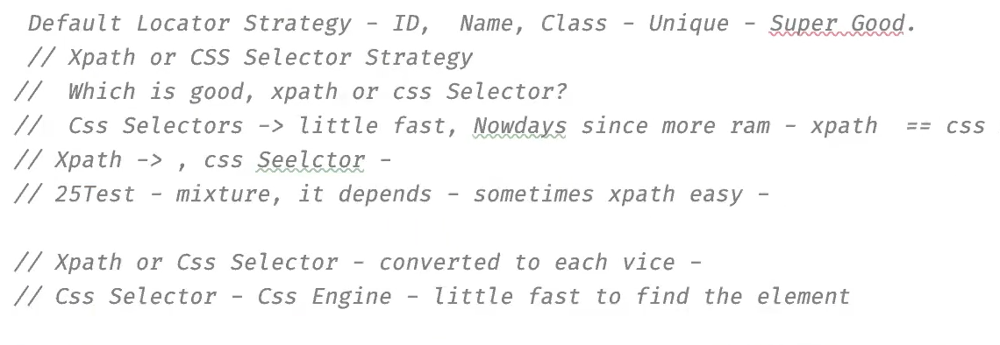 Default Locator Strategy - ID,  Name, Class - Unique - Super Good.
// Xpath or CSS Selector Strategy
//  Which is good, xpath or css Selector?
//  Css Selectors -> little fast, Nowdays since more ram - xpath  == css
// Xpath -> , css Seelctor -
// 25Test - mixture, it depends - sometimes xpath easy -
// Xpath or Css Selector - converted to each vice -
// Css Selector - Css Engine - little fast to find the element